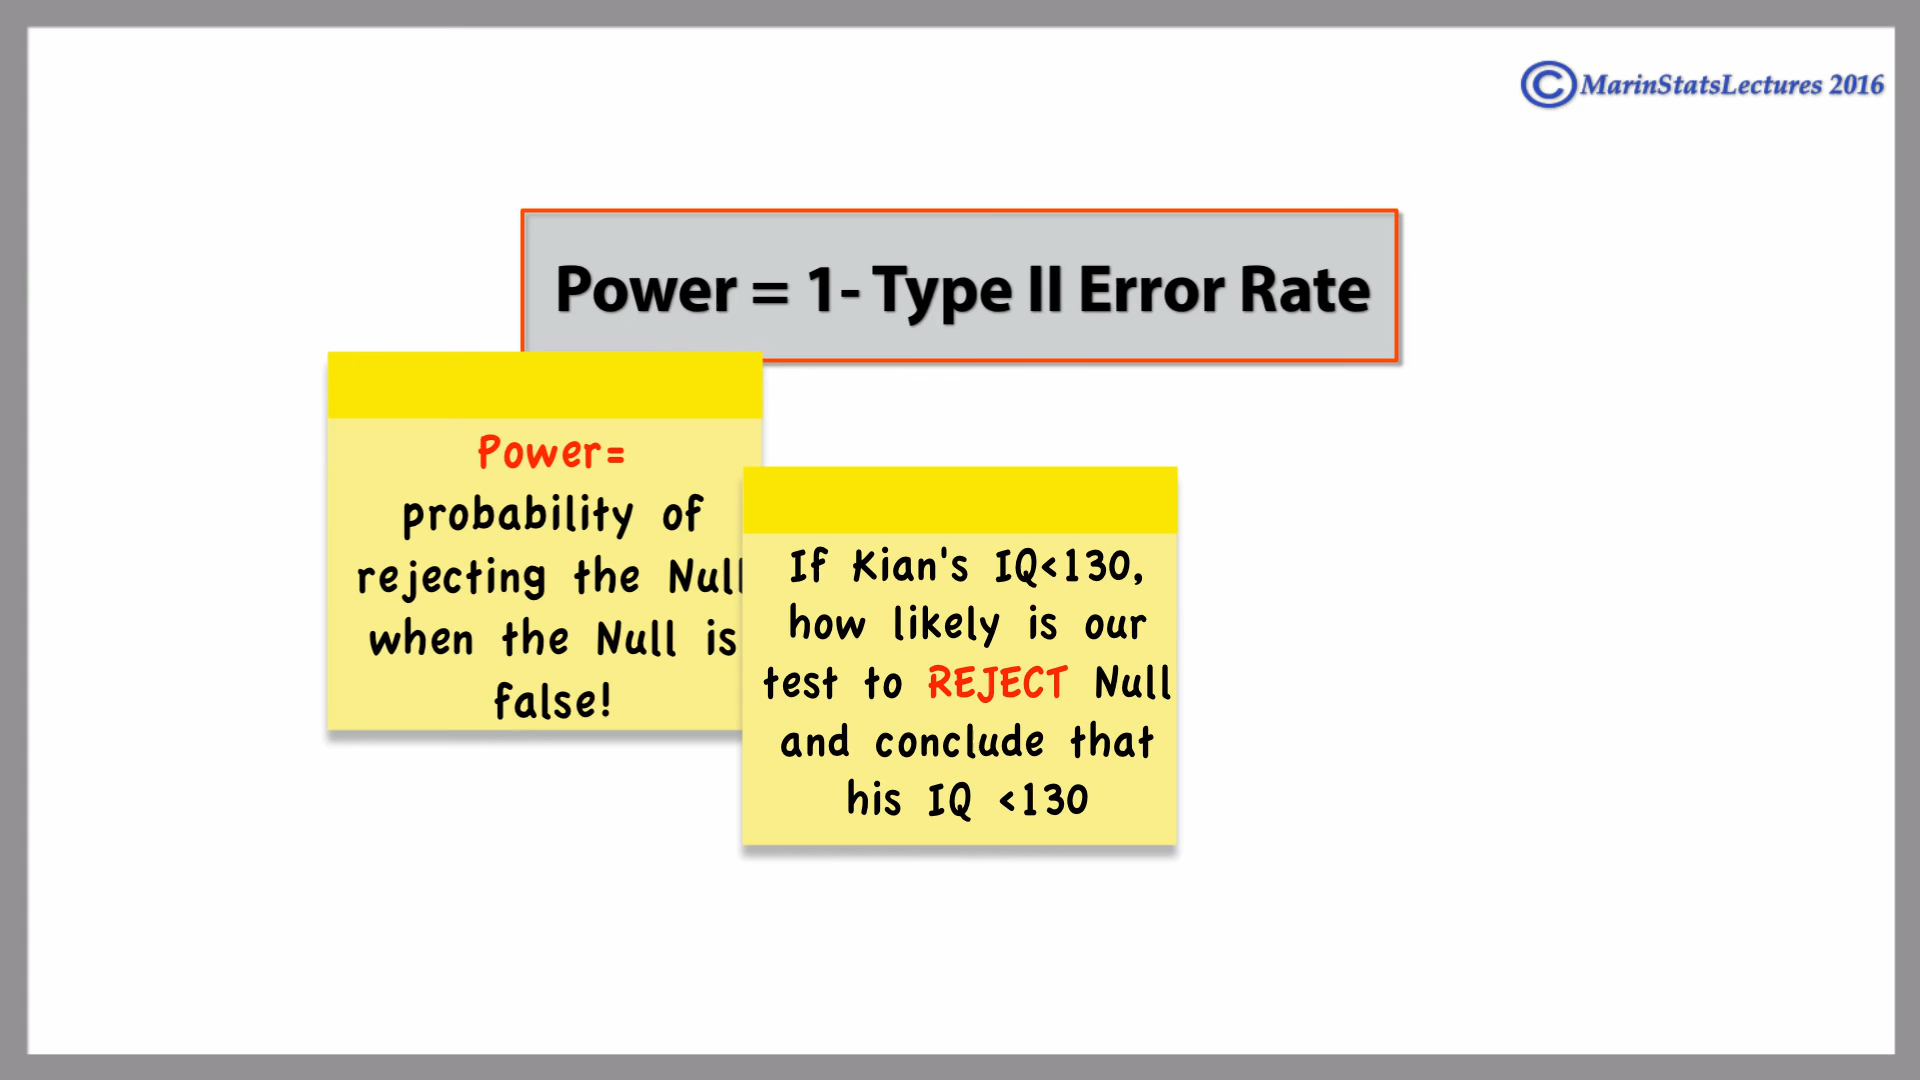 ©MarinStatsLectures 2016
Power = 1- Type II Error Rate
Power=
probability of
rejecting the Null
when the Null is
false!
If Kian's IQ<130,
how likely is our
test to REJECT Null
and conclude that
his IQ <130